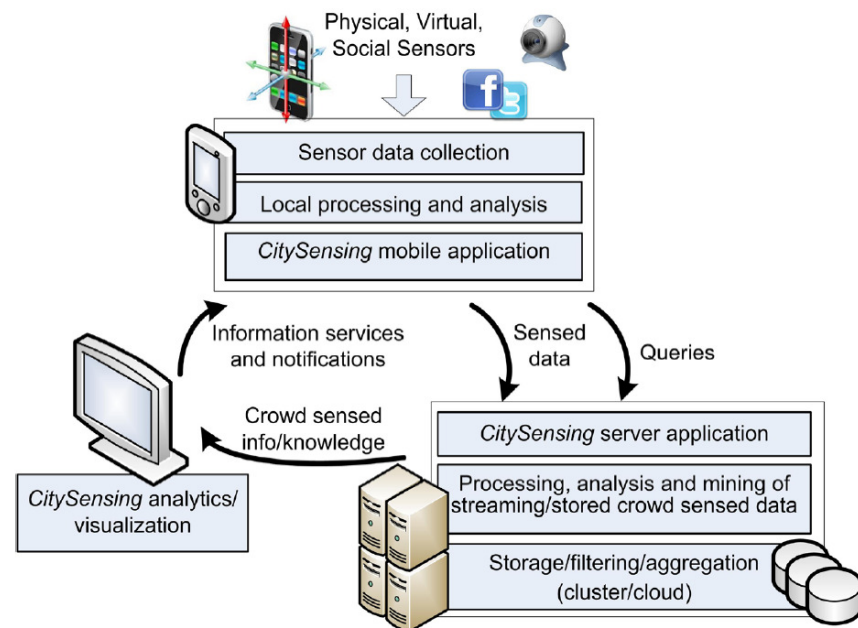 Physical, Virtual,
Social Sensors
f
t
Sensor data collection
Local processing and analysis
CitySensing mobile application
Information services
and notifications
Sensed
data
Queries
Crowd sensed
info/knowledge
CitySensing analytics/
visualization
CitySensing server application
Processing, analysis and mining of
streaming/stored crowd sensed data
Storage/filtering/aggregation
(cluster/cloud)